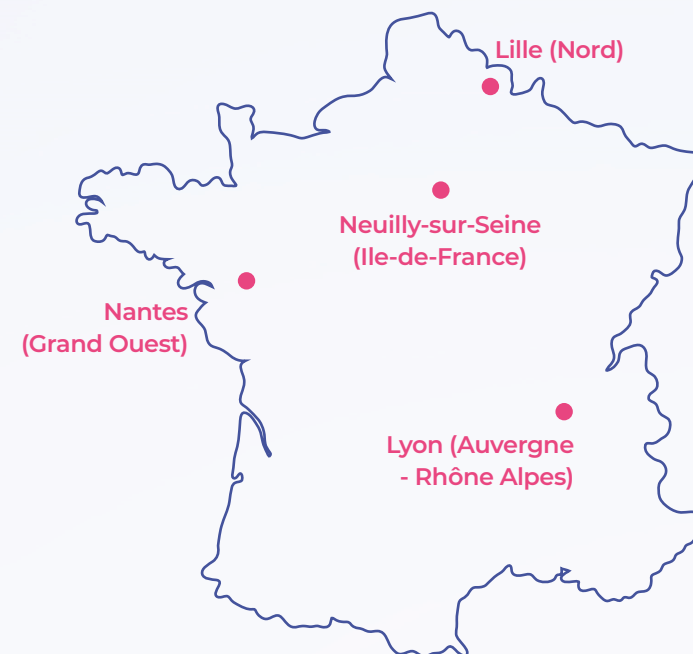 Lille (Nord)
Neuilly-sur-Seine
(Ile-de-France)
Nantes
(Grand Ouest)
Lyon (Auvergne
- Rhône Alpes)